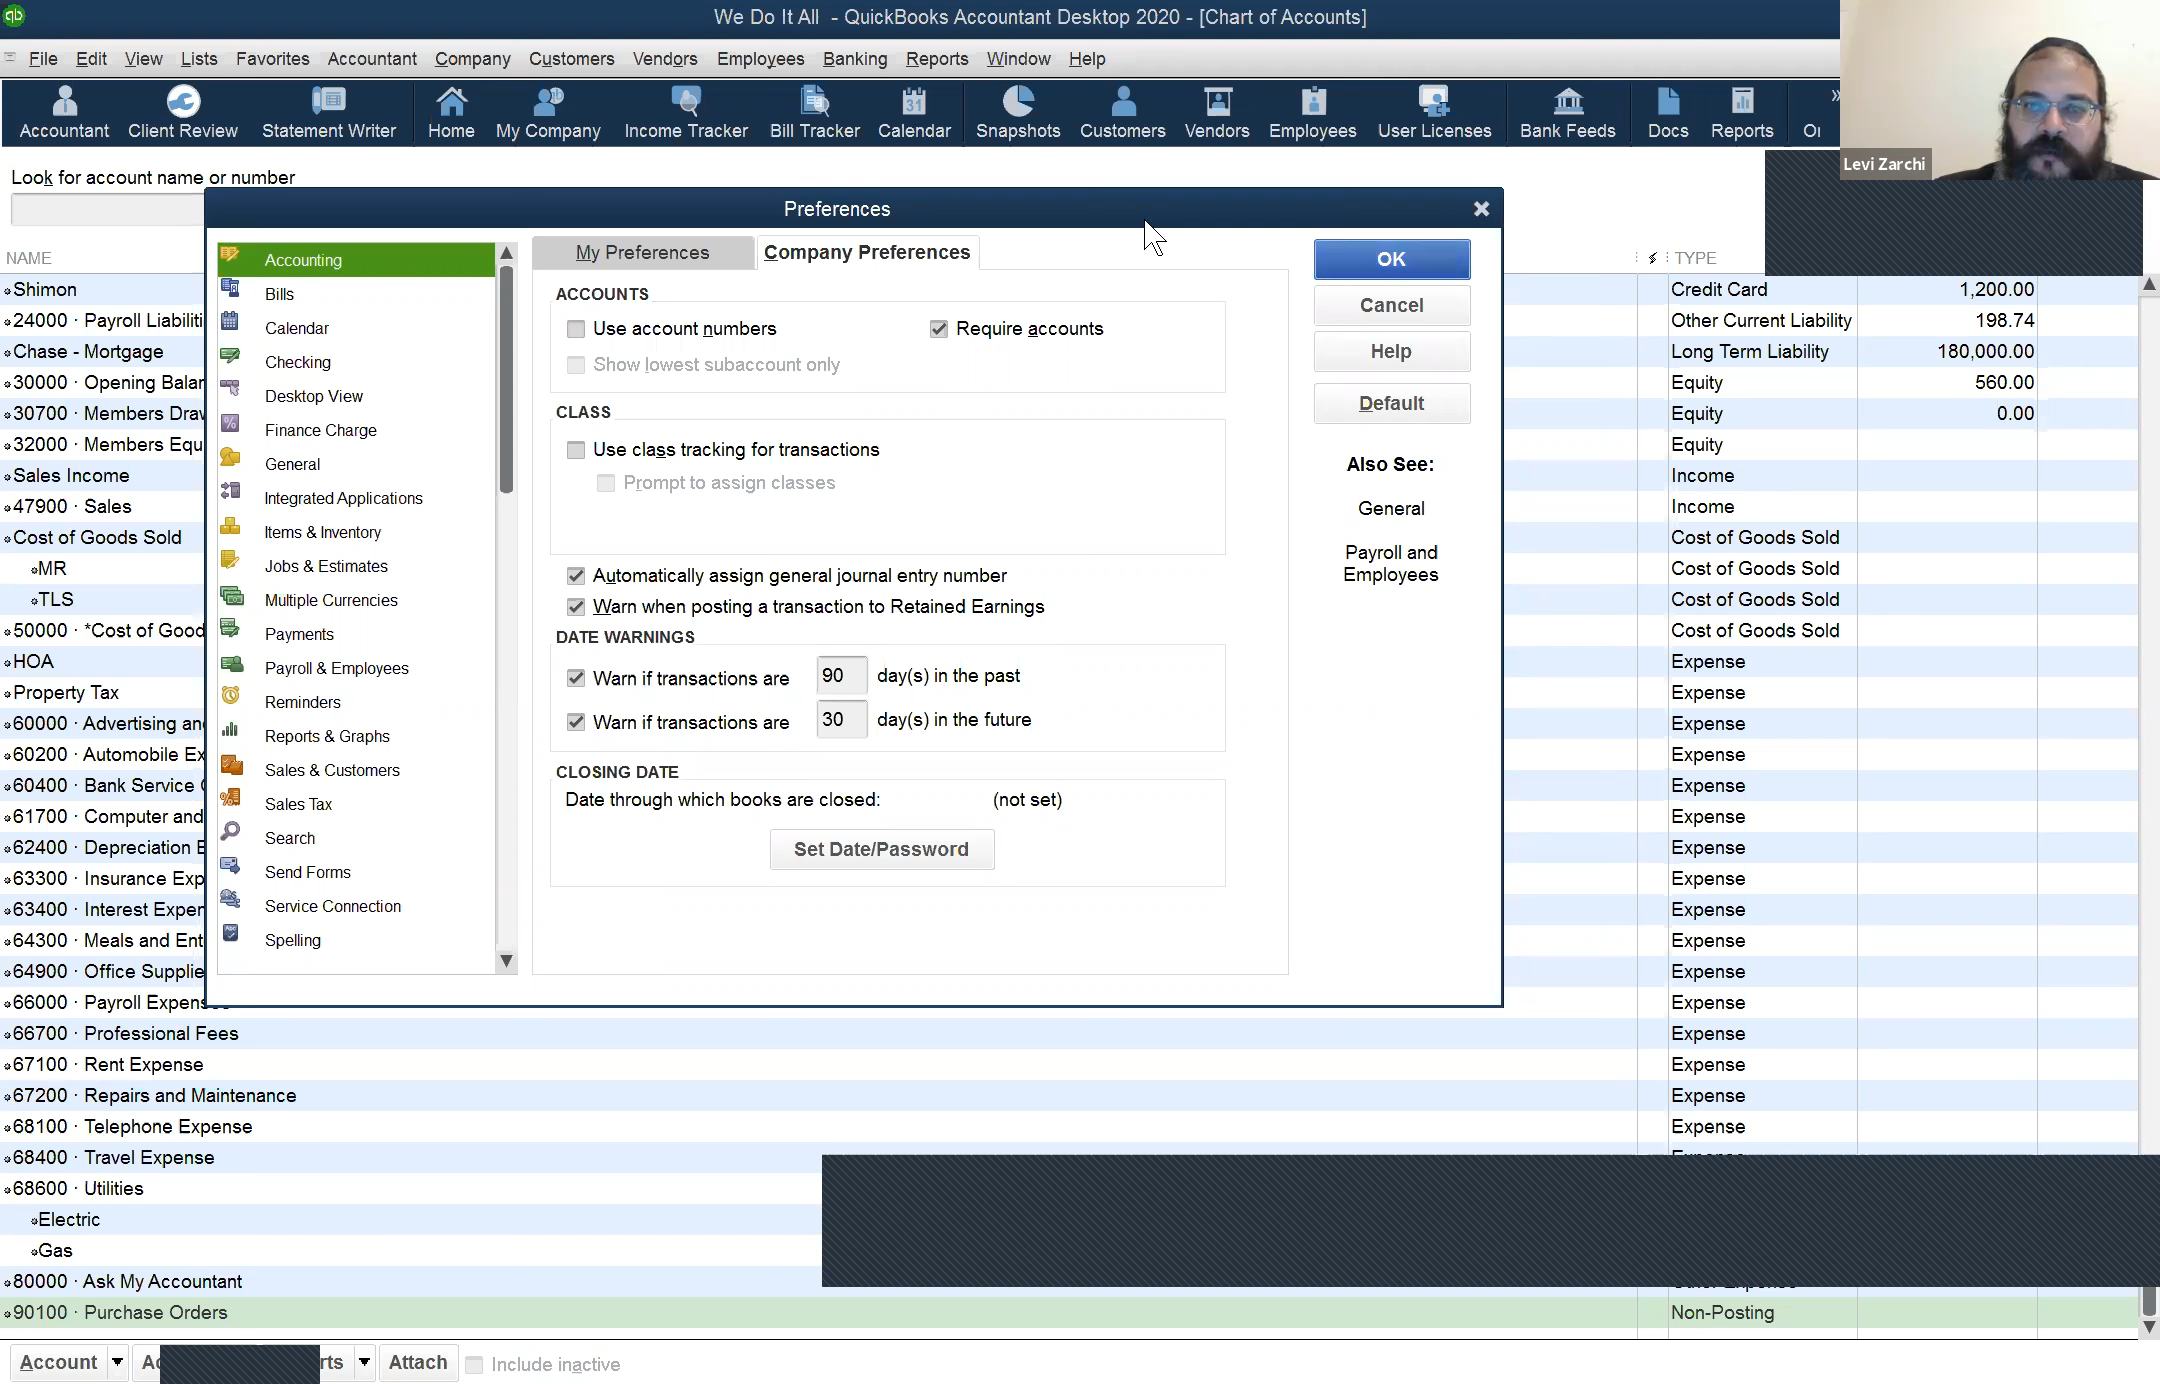 We Do It All - QuickBooks Accountant Desktop 2020 - [Chart of Accounts]
File Edit View Lists Favorites Accountant Company Customers Vendors Employees Banking Reports Window Help
Accountant Client Review Statement Writer Home My Company Income Tracker Bill Tracker Calendar Snapshots Customers Vendors Employees User Licenses Bank Feeds Docs Reports
Levi Zarchi
Look for account name or number
Preferences
NAME
TYPE
Shimon Credit Card 1,200.00
24000 · Payroll Liabiliti Other Current Liability 198.74
Chase - Mortgage Long Term Liability 180,000.00
30000 · Opening Balan Equity 560.00
30700 · Members Draw Equity 0.00
32000 · Members Equ Equity
Sales Income Income
47900 · Sales Income
Cost of Goods Sold Cost of Goods Sold
MR Cost of Goods Sold
TLS Cost of Goods Sold
50000 · *Cost of Good Cost of Goods Sold
HOA Expense
Property Tax Expense
60000 · Advertising an Expense
60200 · Automobile Ex Expense
60400 · Bank Service Expense
61700 · Computer and Expense
62400 · Depreciation E Expense
63300 · Insurance Exp Expense
63400 · Interest Expen Expense
64300 · Meals and Ent Expense
64900 · Office Supplie Expense
66000 · Payroll Expens Expense
66700 · Professional Fees Expense
67100 · Rent Expense Expense
67200 · Repairs and Maintenance Expense
68100 · Telephone Expense Expense
68400 · Travel Expense
68600 · Utilities
Electric
Gas
80000 · Ask My Accountant
90100 · Purchase Orders Non-Posting
Accounting
Bills
Calendar
Checking
Desktop View
Finance Charge
General
Integrated Applications
Items & Inventory
Jobs & Estimates
Multiple Currencies
Payments
Payroll & Employees
Reminders
Reports & Graphs
Sales & Customers
Sales Tax
Search
Send Forms
Service Connection
Spelling
My Preferences Company Preferences
ACCOUNTS
Use account numbers Require accounts
Show lowest subaccount only
CLASS
Use class tracking for transactions
Prompt to assign classes
Automatically assign general journal entry number
Warn when posting a transaction to Retained Earnings
DATE WARNINGS
Warn if transactions are 90 day(s) in the past
Warn if transactions are 30 day(s) in the future
CLOSING DATE
Date through which books are closed: (not set)
Set Date/Password
OK
Cancel
Help
Default
Also See:
General
Payroll and
Employees
Account rts Attach Include inactive